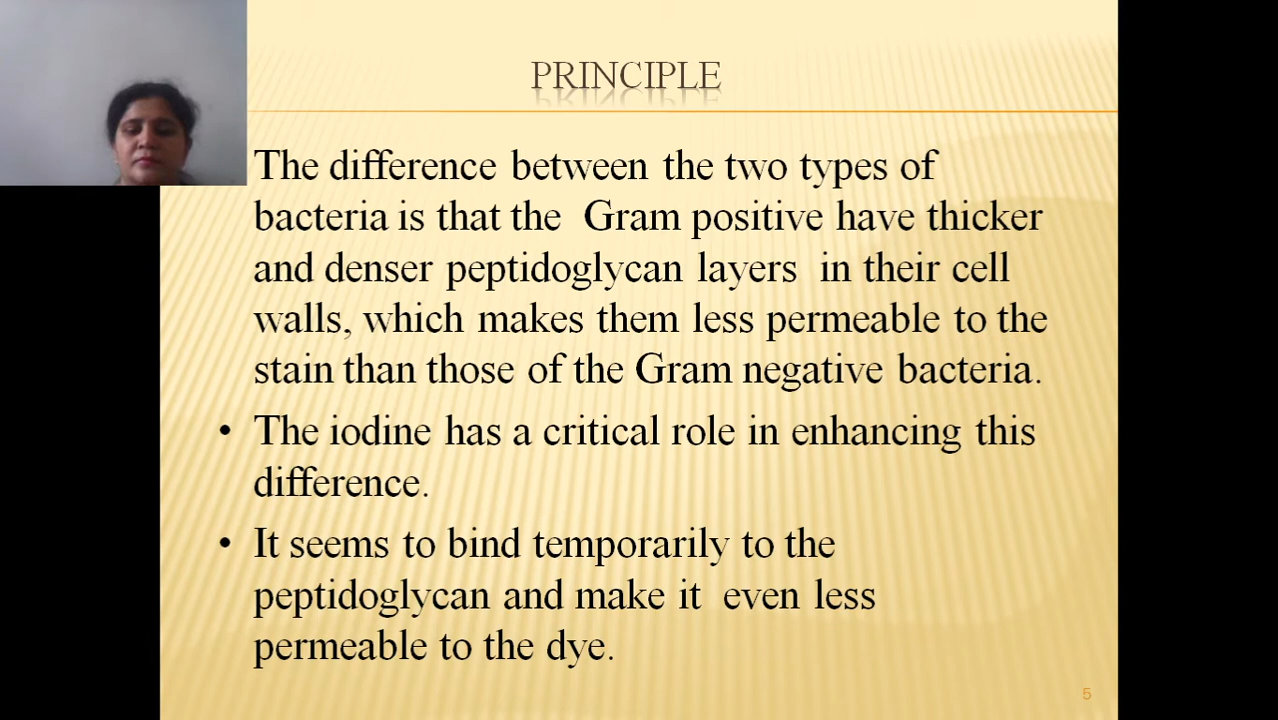 PRINCIPLE
The difference between the two types of
bacteria is that the Gram positive have thicker
and denser peptidoglycan layers in their cell
walls, which makes them less permeable to the
stain than those of the Gram negative bacteria.
• The iodine has a critical role in enhancing this
difference.
• It seems to bind temporarily to the
peptidoglycan and make it even less
permeable to the dye.
5